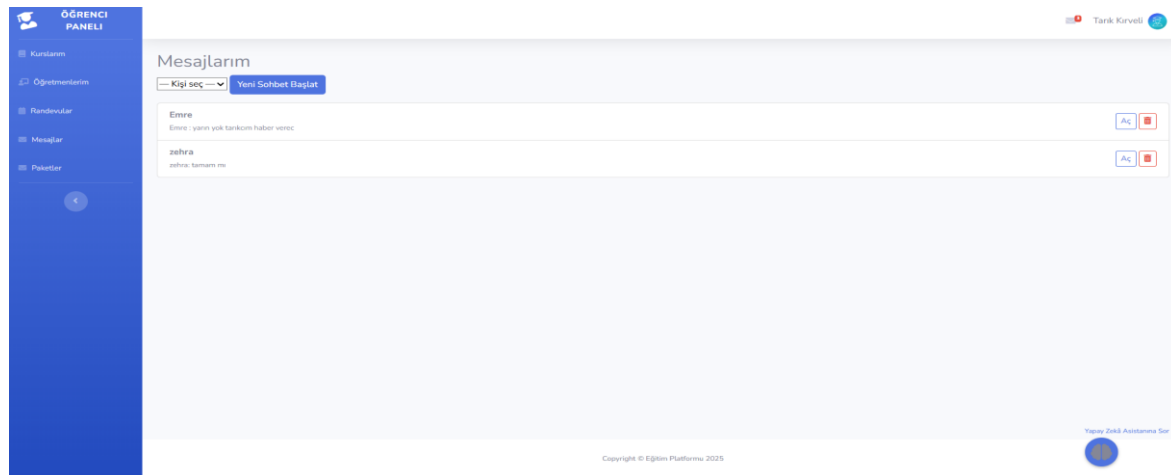 ÖĞRENCI
PANELI
Kurslarım
Öğretmenlerim
Randevular
Mesajlar
Paketler
Tarık Kırveli
Mesajlarım
--- Kişi seç ---
Yeni Sohbet Başlat
Emre
Emre : yarın yok tarıkcım haber verec
Aç
zehra
zehra: tamam mı
Aç
Yapay Zekâ Asistanına Sor
Copyright © Eğitim Platformu 2025